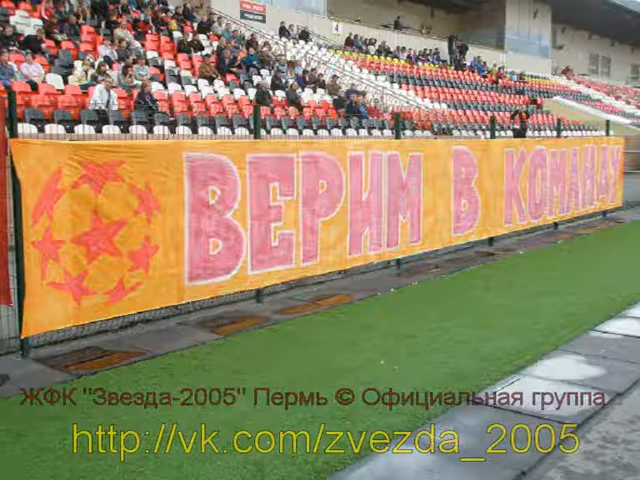 ВЕРИМ В КОМАНДУ
ЖФК "Звезда-2005" Пермь © Официальная группа
http://vk.com/zvezda_2005